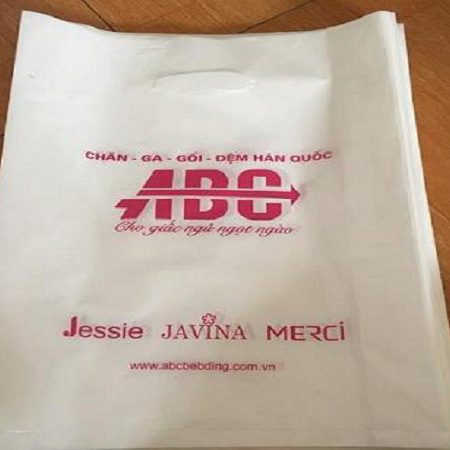 CHĂN - GA - GỐI - ĐỆM HÀN QUỐC
ABC
Cho giấc ngủ ngọt ngào
Jessie JAVINA MERCI
www.abcbebding.com.vn